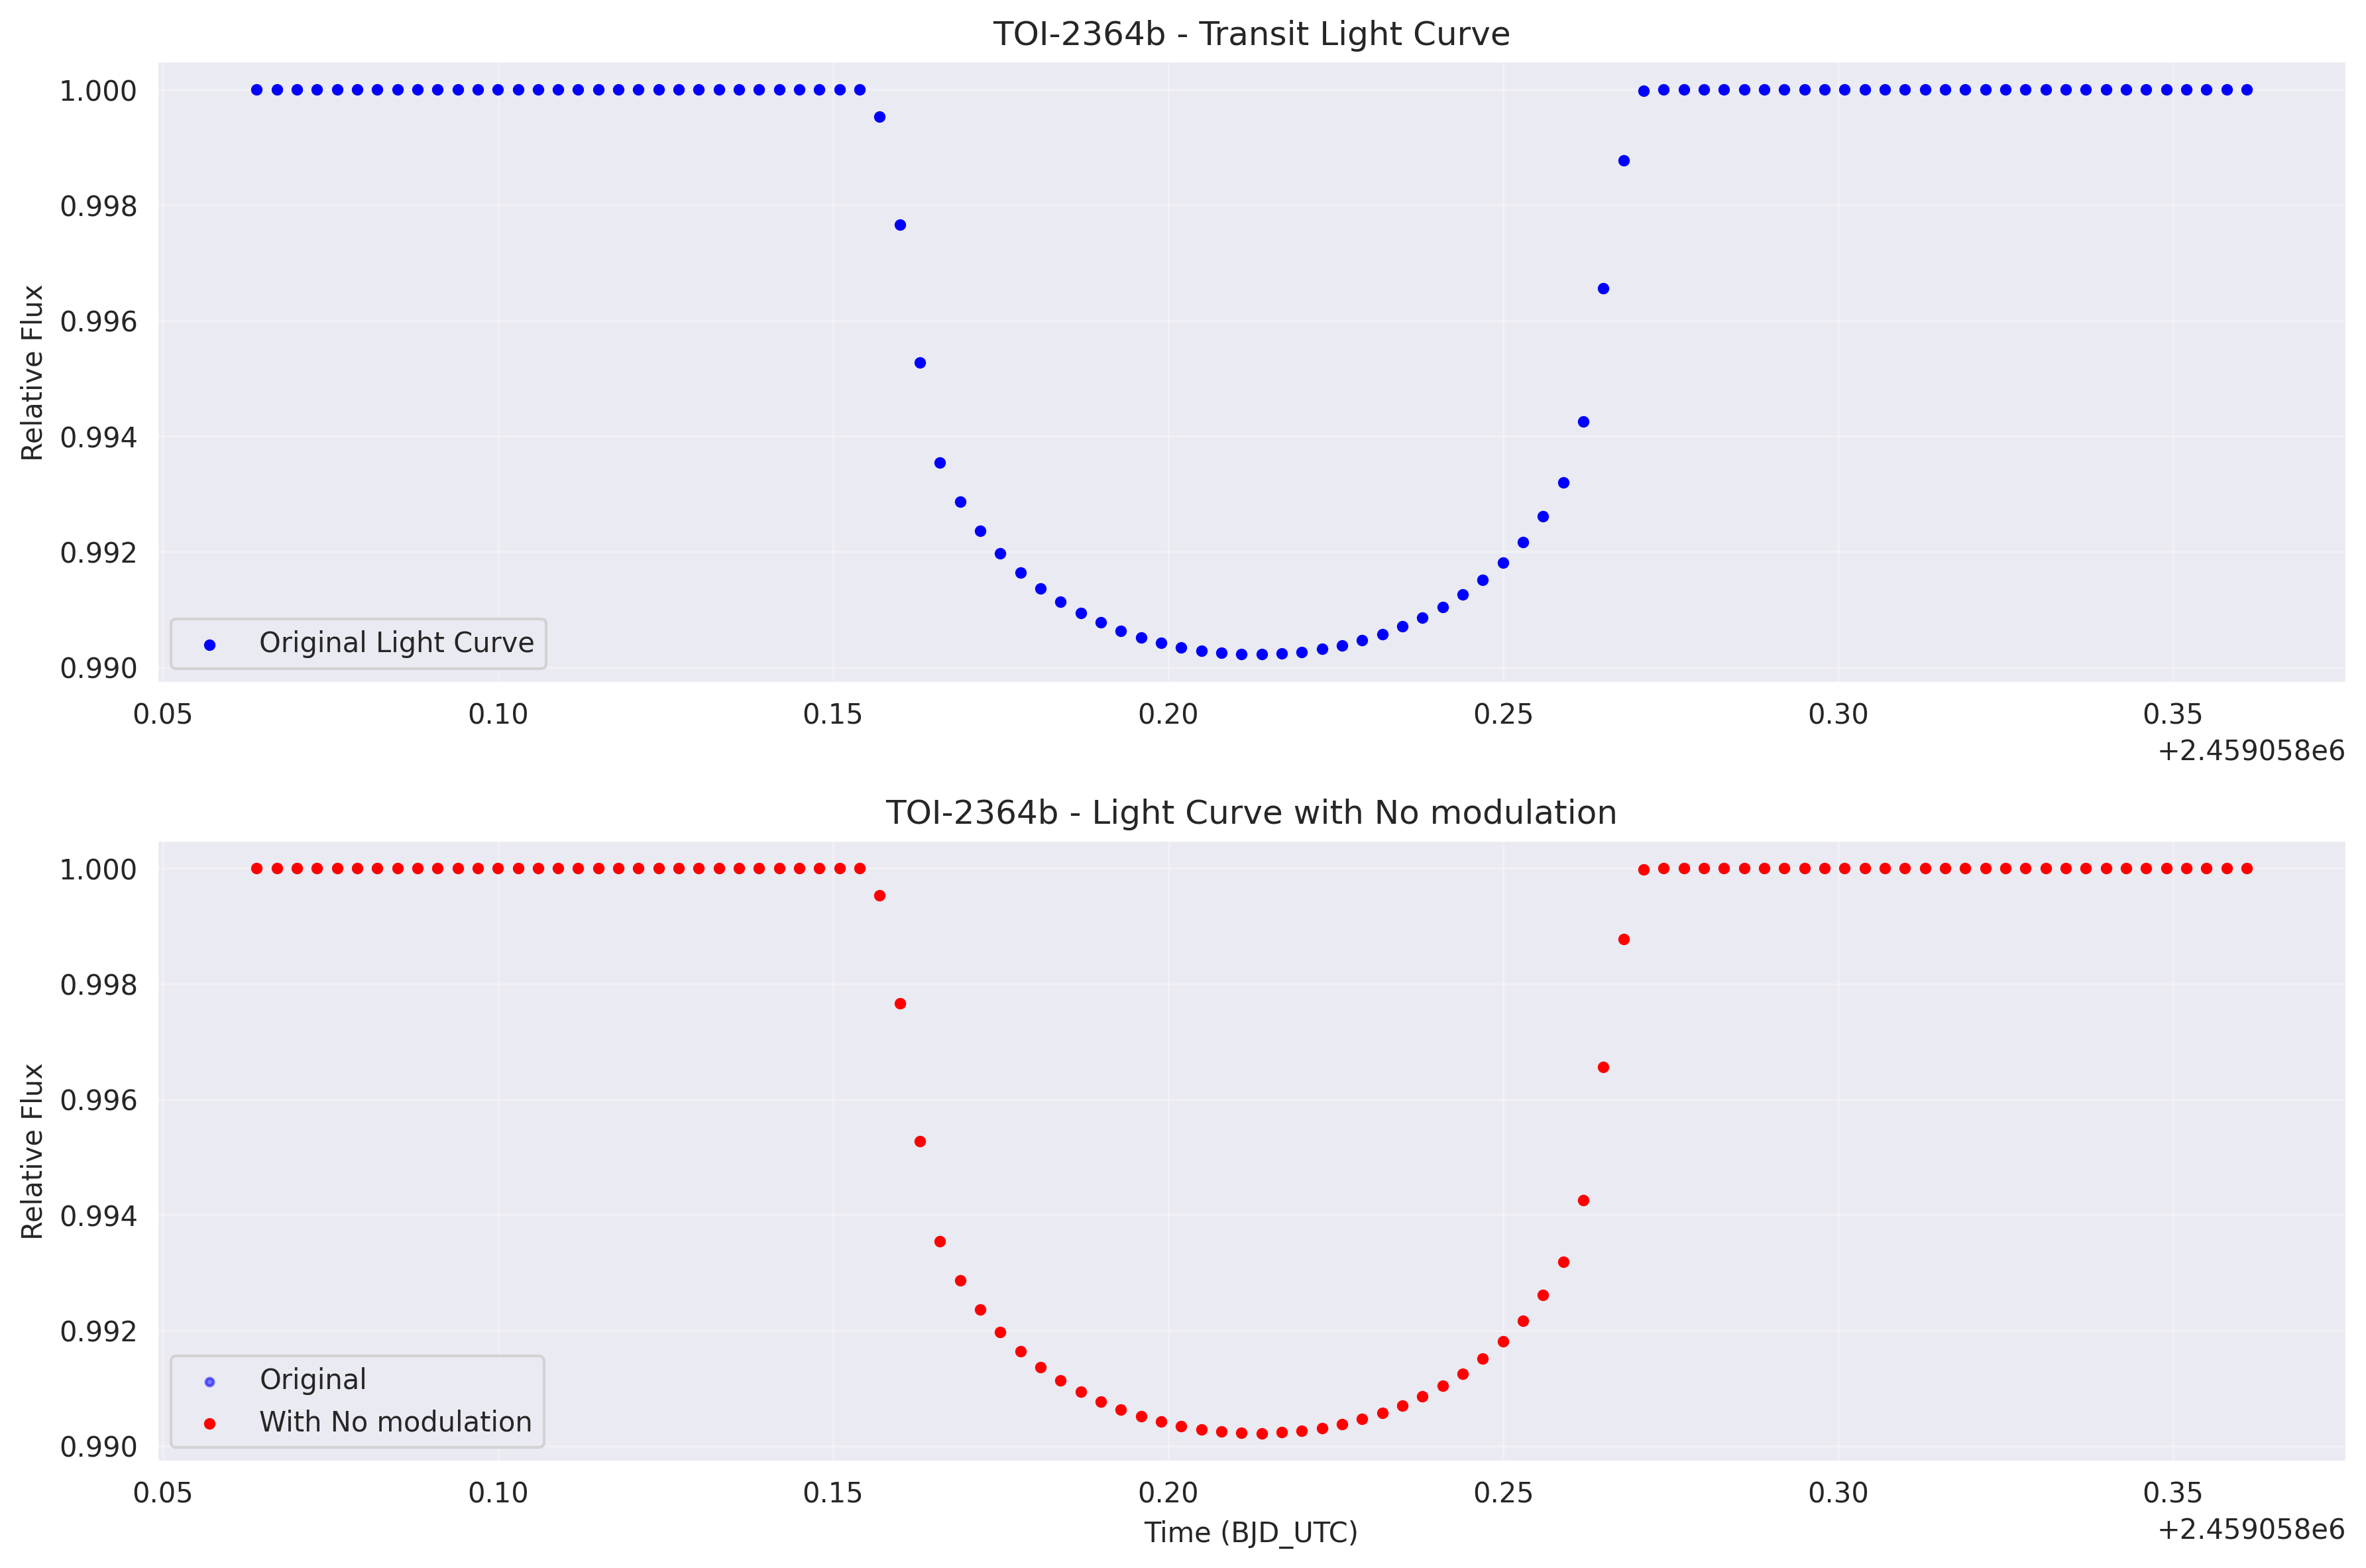 TOI-2364b - Transit Light Curve
1.000
0.998
0.996
0.994
0.992
0.990
Relative Flux
Original Light Curve
0.05 0.10 0.15 0.20 0.25 0.30 0.35
+2.459058e6
TOI-2364b - Light Curve with No modulation
1.000
0.998
0.996
0.994
0.992
0.990
Relative Flux
Original
With No modulation
0.05 0.10 0.15 0.20 0.25 0.30 0.35
+2.459058e6
Time (BJD_UTC)